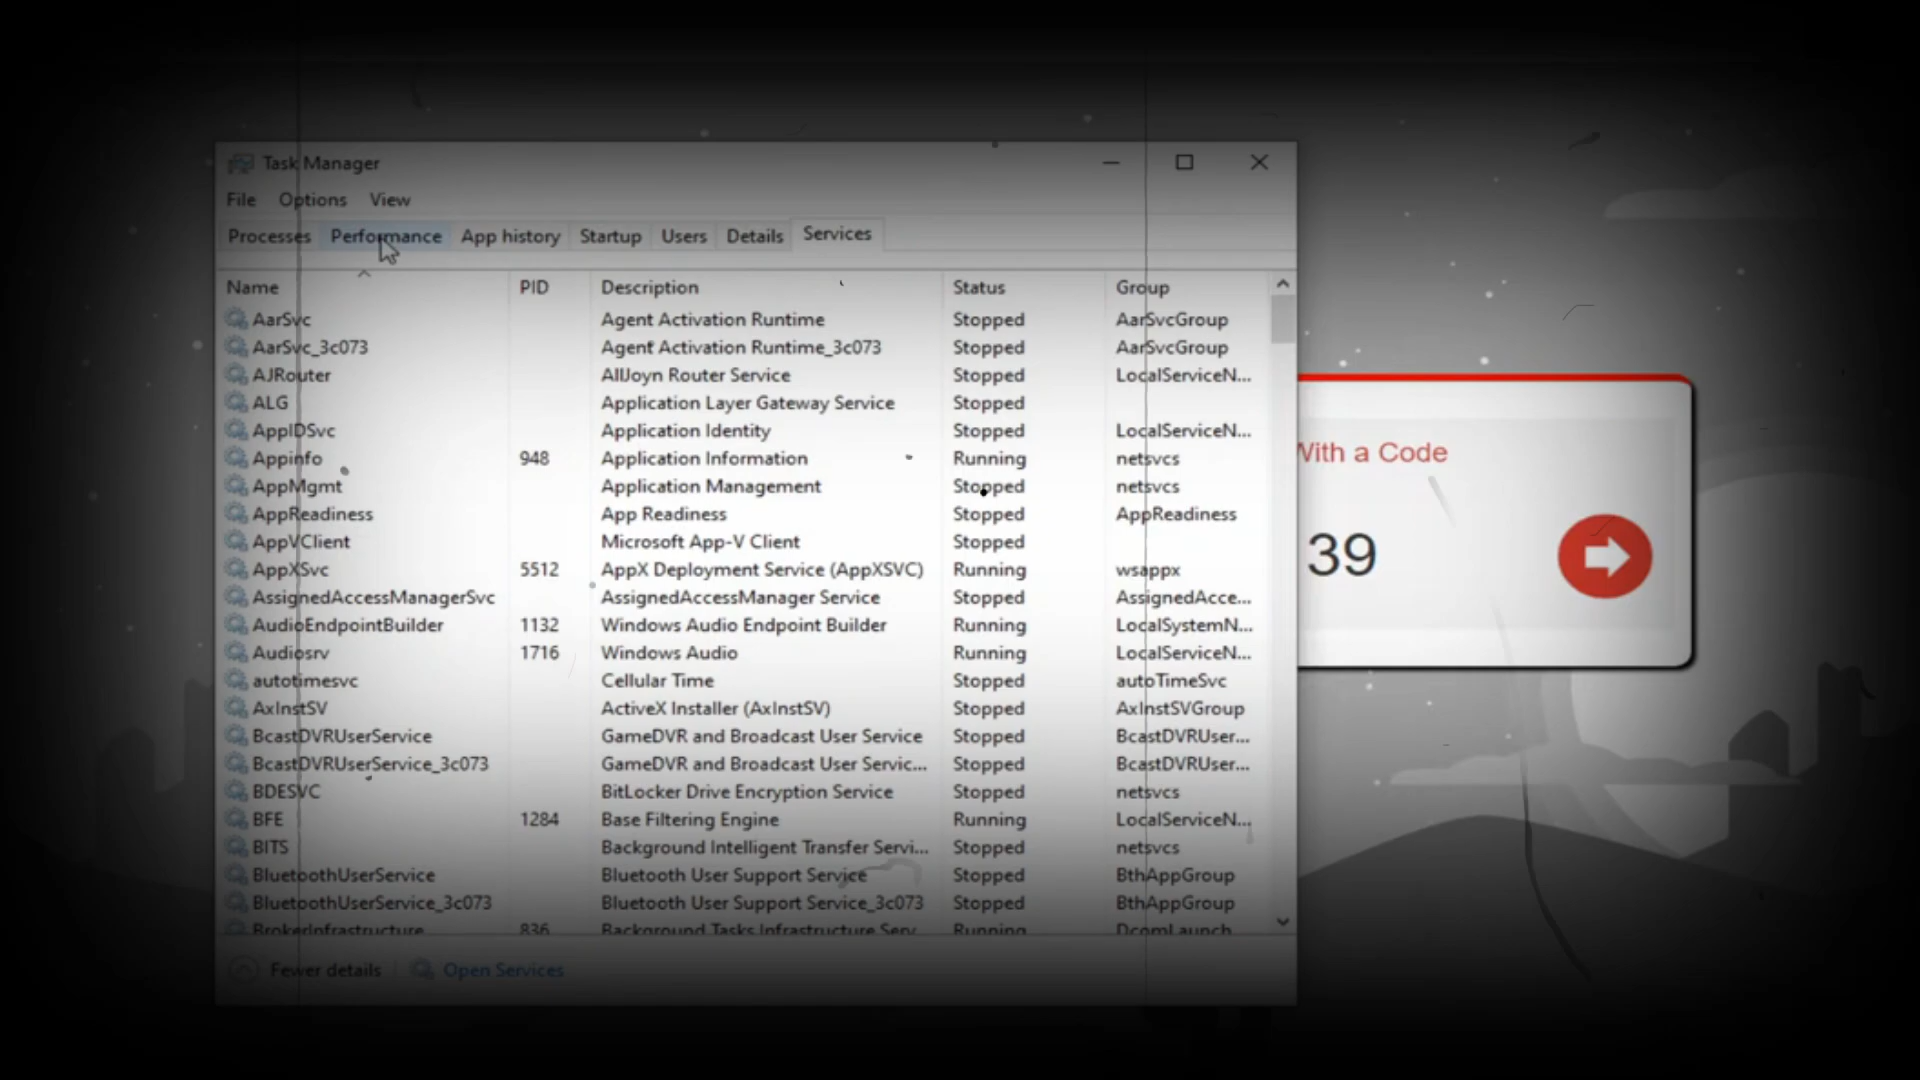 Task Manager
File Options View
Processes Performance App history Startup Users Details Services
Name PID Description Status Group
AarSvc Agent Activation Runtime Stopped AarSvcGroup
AarSvc_3c073 Agent Activation Runtime_3c073 Stopped AarSvcGroup
AJRouter AllJoyn Router Service Stopped LocalServiceN...
ALG Application Layer Gateway Service Stopped
AppIDSvc Application Identity Stopped LocalServiceN...
Appinfo 948 Application Information Running netsvcs
AppMgmt Application Management Stopped netsvcs
AppReadiness App Readiness Stopped AppReadiness
AppVClient Microsoft App-V Client Stopped
AppXSvc 5512 AppX Deployment Service (AppXSVC) Running wsappx
AssignedAccessManagerSvc AssignedAccessManager Service Stopped AssignedAcce...
AudioEndpointBuilder 1132 Windows Audio Endpoint Builder Running LocalSystemN...
Audiosrv 1716 Windows Audio Running LocalServiceN...
autotimesvc Cellular Time Stopped autoTimeSvc
AxInstSV ActiveX Installer (AxInstSV) Stopped AxInstSVGroup
BcastDVRUserService GameDVR and Broadcast User Service Stopped BcastDVRUser...
BcastDVRUserService_3c073 GameDVR and Broadcast User Servic... Stopped BcastDVRUser...
BDESVC BitLocker Drive Encryption Service Stopped netsvcs
BFE 1284 Base Filtering Engine Running LocalServiceN...
BITS Background Intelligent Transfer Servi... Stopped netsvcs
BluetoothUserService Bluetooth User Support Service Stopped BthAppGroup
BluetoothUserService_3c073 Bluetooth User Support Service_3c073 Stopped BthAppGroup
BrokerInfrastructure 836 Background Tasks Infrastructure Serv... Running DcomLaunch
Fewer details Open Services
With a Code
39